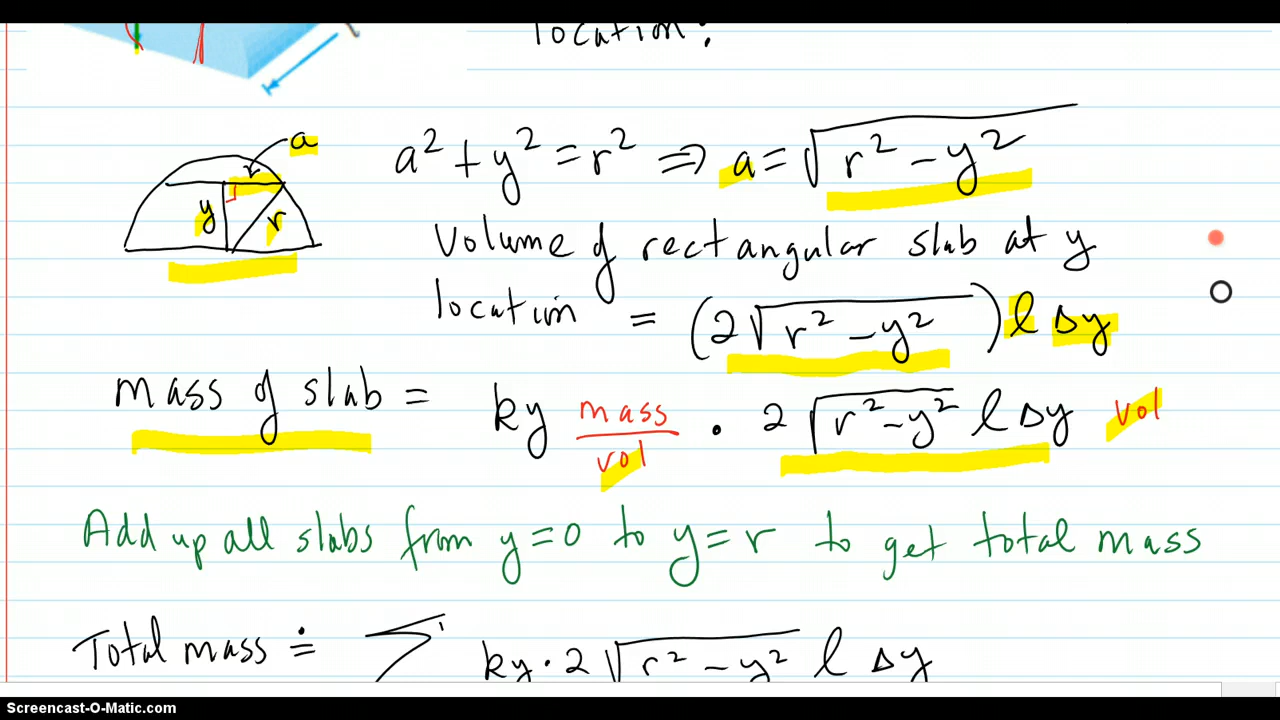 location:
a
a² + y² = r² ⇒ a = √(r² − y²)
y r
Volume of rectangular slab at y
location = (2√(r² − y²)) l Δy
mass of slab = ky mass/vol · 2√(r² − y²) l Δy vol
Add up all slabs from y=0 to y=r to get total mass
Total mass ≐ Σ ky·2√(r² − y²) l Δy
Screencast-O-Matic.com